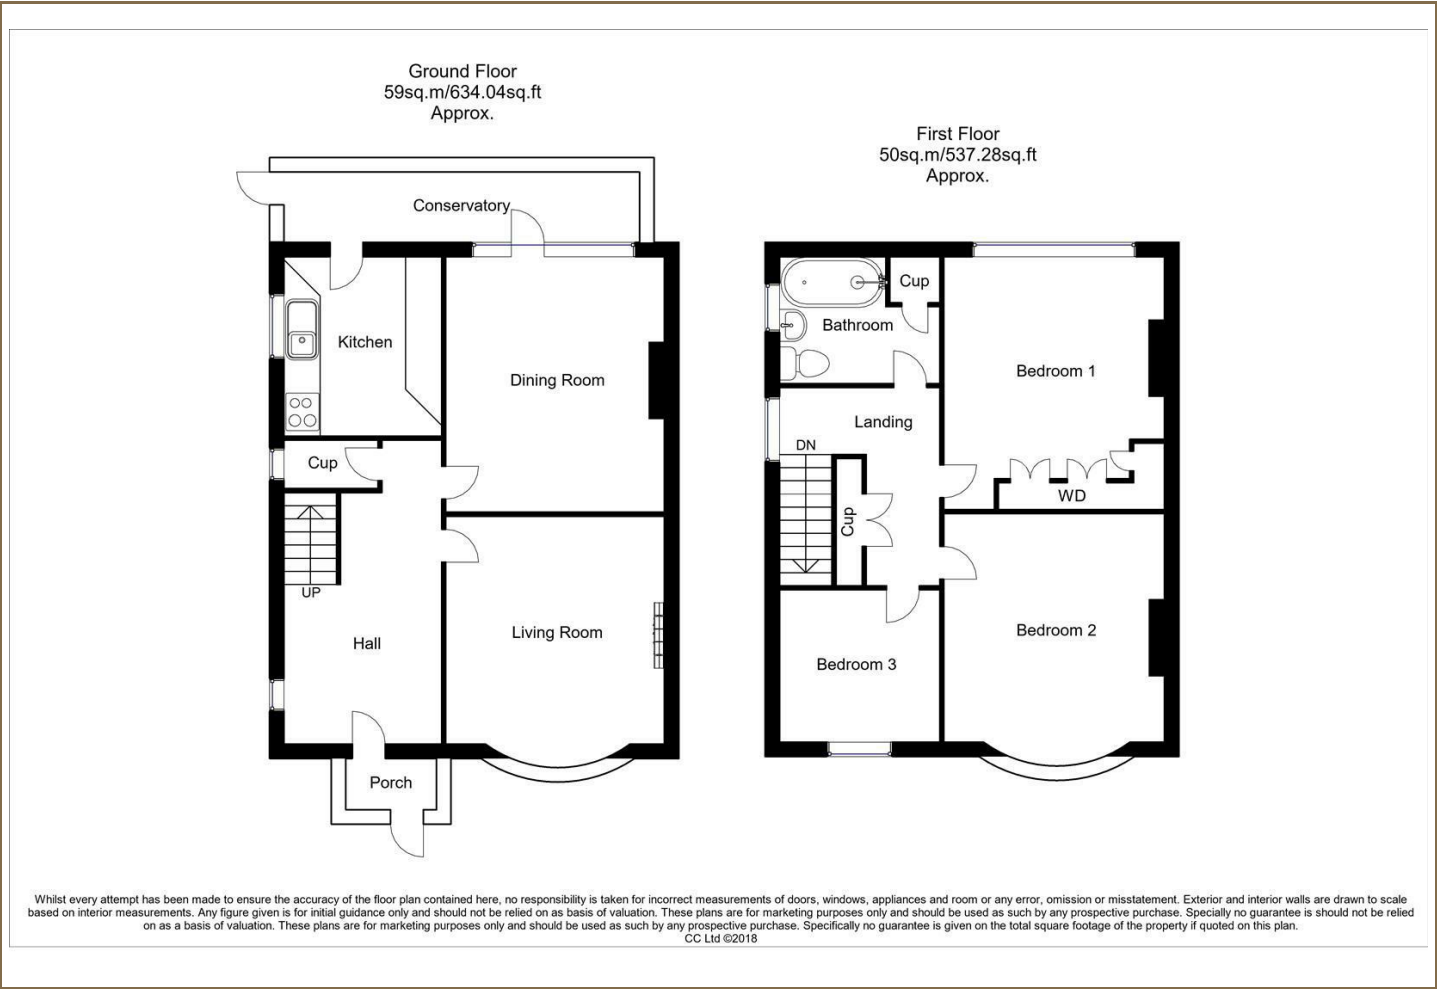 Ground Floor
59sq.m/634.04sq.ft
Approx.
First Floor
50sq.m/537.28sq.ft
Approx.
Conservatory
Kitchen
Dining Room
Cup
UP
Hall
Living Room
Porch
Cup
Bathroom
Bedroom 1
Landing
DN
WD
Cup
Bedroom 2
Bedroom 3
Whilst every attempt has been made to ensure the accuracy of the floor plan contained here, no responsibility is taken for incorrect measurements of doors, windows, appliances and room or any error, omission or misstatement. Exterior and interior walls are drawn to scale
based on interior measurements. Any figure given is for initial guidance only and should not be relied on as basis of valuation. These plans are for marketing purposes only and should be used as such by any prospective purchase. Specially no guarantee is should not be relied
on as a basis of valuation. These plans are for marketing purposes only and should be used as such by any prospective purchase. Specifically no guarantee is given on the total square footage of the property if quoted on this plan.
CC Ltd ©2018